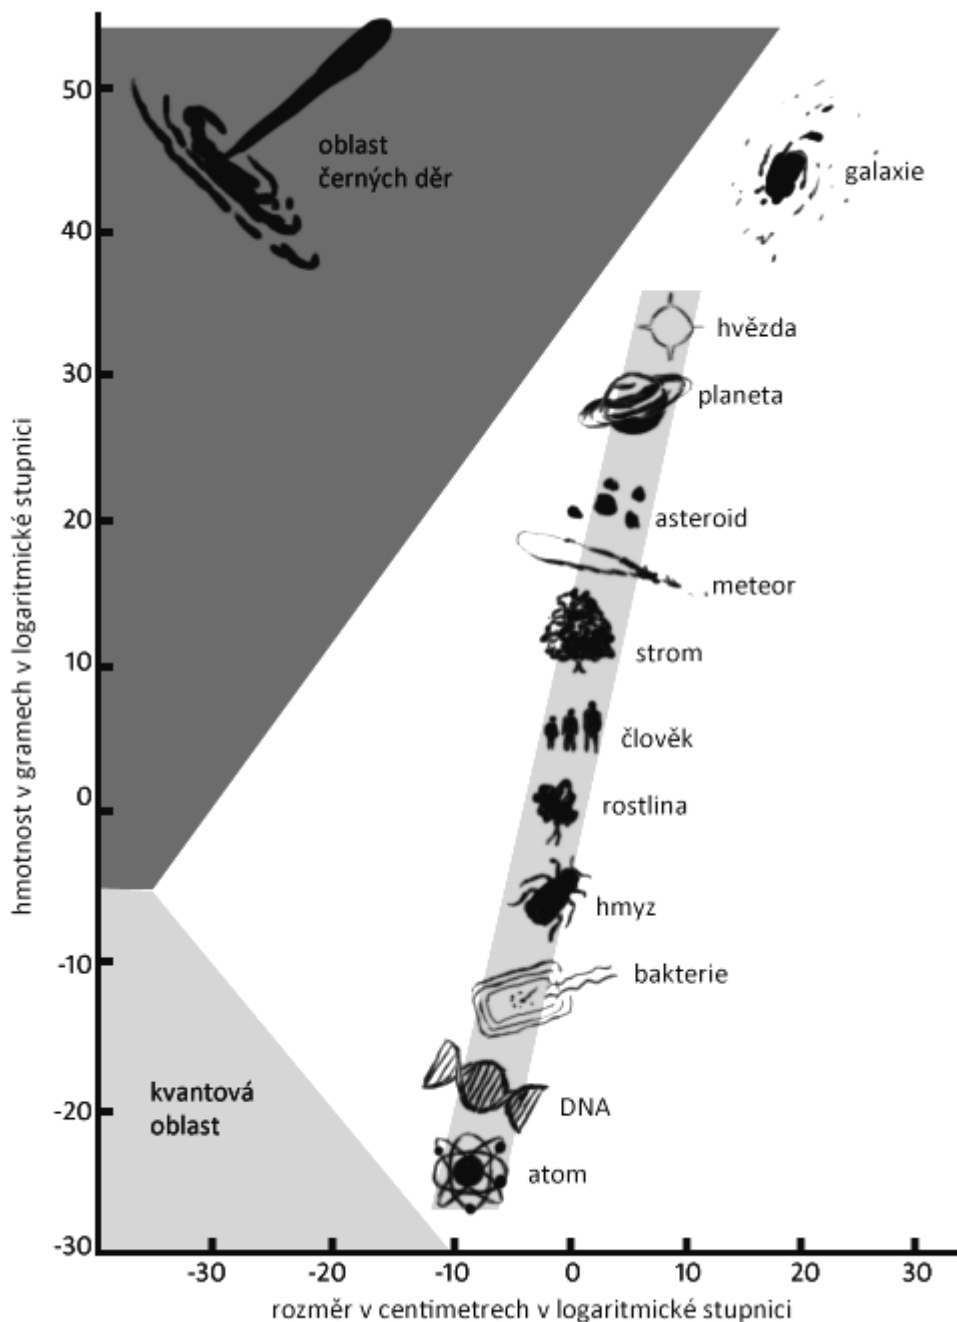 50
oblast
černých děr
galaxie
40
hvězda
30
planeta
asteroid
20
meteor
strom
10
člověk
0
rostlina
hmyz
-10
bakterie
kvantová
oblast
DNA
-20
atom
-30
-30 -20 -10 0 10 20 30
rozměr v centimetrech v logaritmické stupnici
hmotnost v gramech v logaritmické stupnici